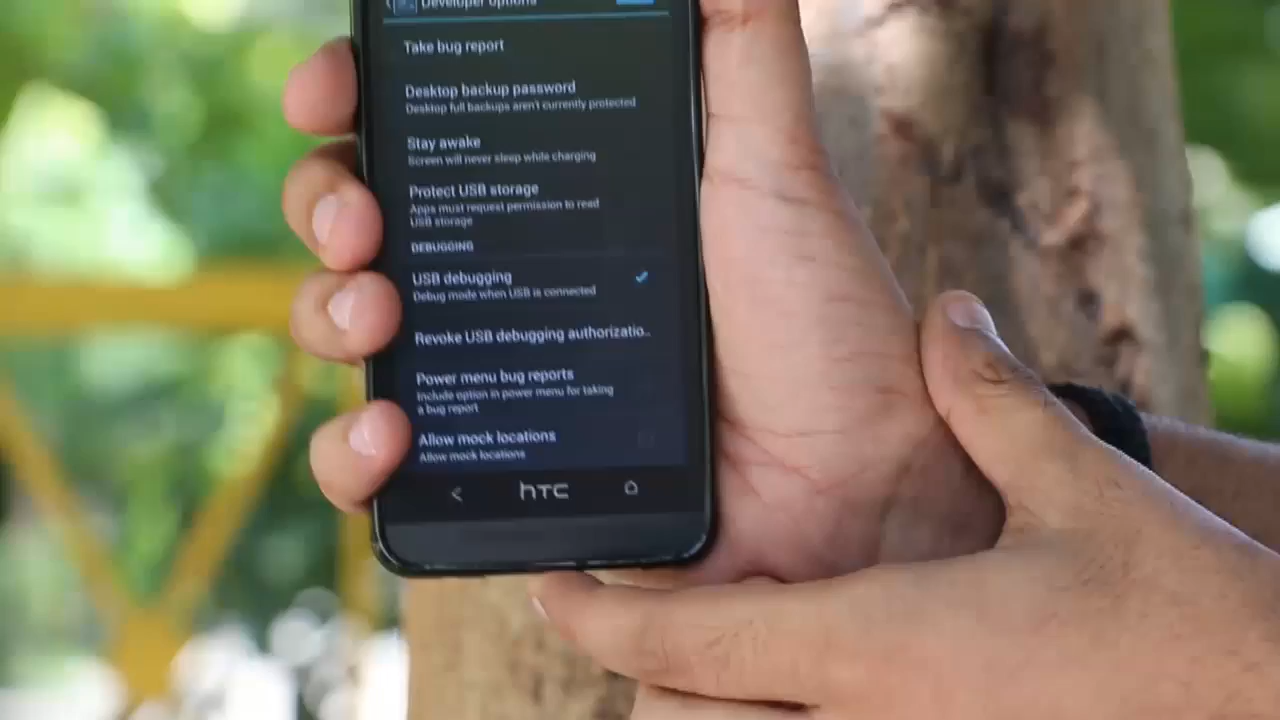 Developer options
Take bug report
Desktop backup password
Desktop full backups aren't currently protected
Stay awake
Screen will never sleep while charging
Protect USB storage
Apps must request permission to read
USB storage
DEBUGGING
USB debugging
Debug mode when USB is connected
Revoke USB debugging authorizatio..
Power menu bug reports
Include option in power menu for taking
a bug report
Allow mock locations
Allow mock locations
hTC